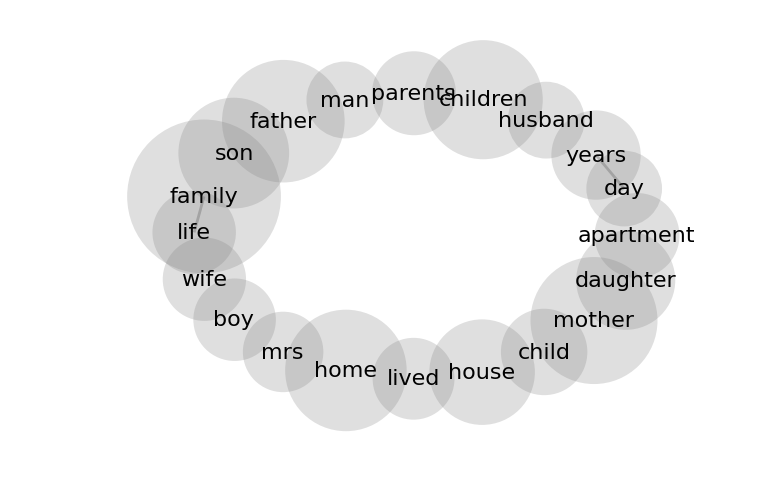 parents
children
man
father
husband
son
years
day
family
life
apartment
wife
daughter
boy
mother
mrs
child
home
house
lived